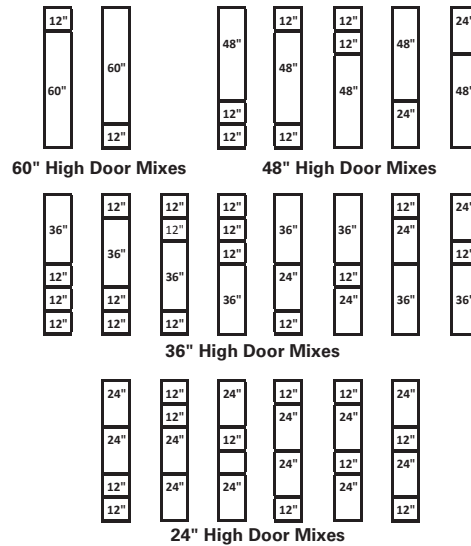 12" 12" 12" 24"
48" 12" 48"
60" 48"
60" 48" 48"
12" 24"
12" 12" 12"
60" High Door Mixes 48" High Door Mixes
12" 12" 12" 12" 24"
36" 12" 12" 36" 36" 24"
36" 12" 12"
12" 36" 24" 12"
12" 12" 36" 24" 36" 36"
12" 12" 12" 12"
36" High Door Mixes
24" 12" 24" 12" 12" 24"
12" 24" 24"
24" 24" 12" 12"
24" 12" 24"
12" 24" 24" 24"
12" 12" 12"
24" High Door Mixes